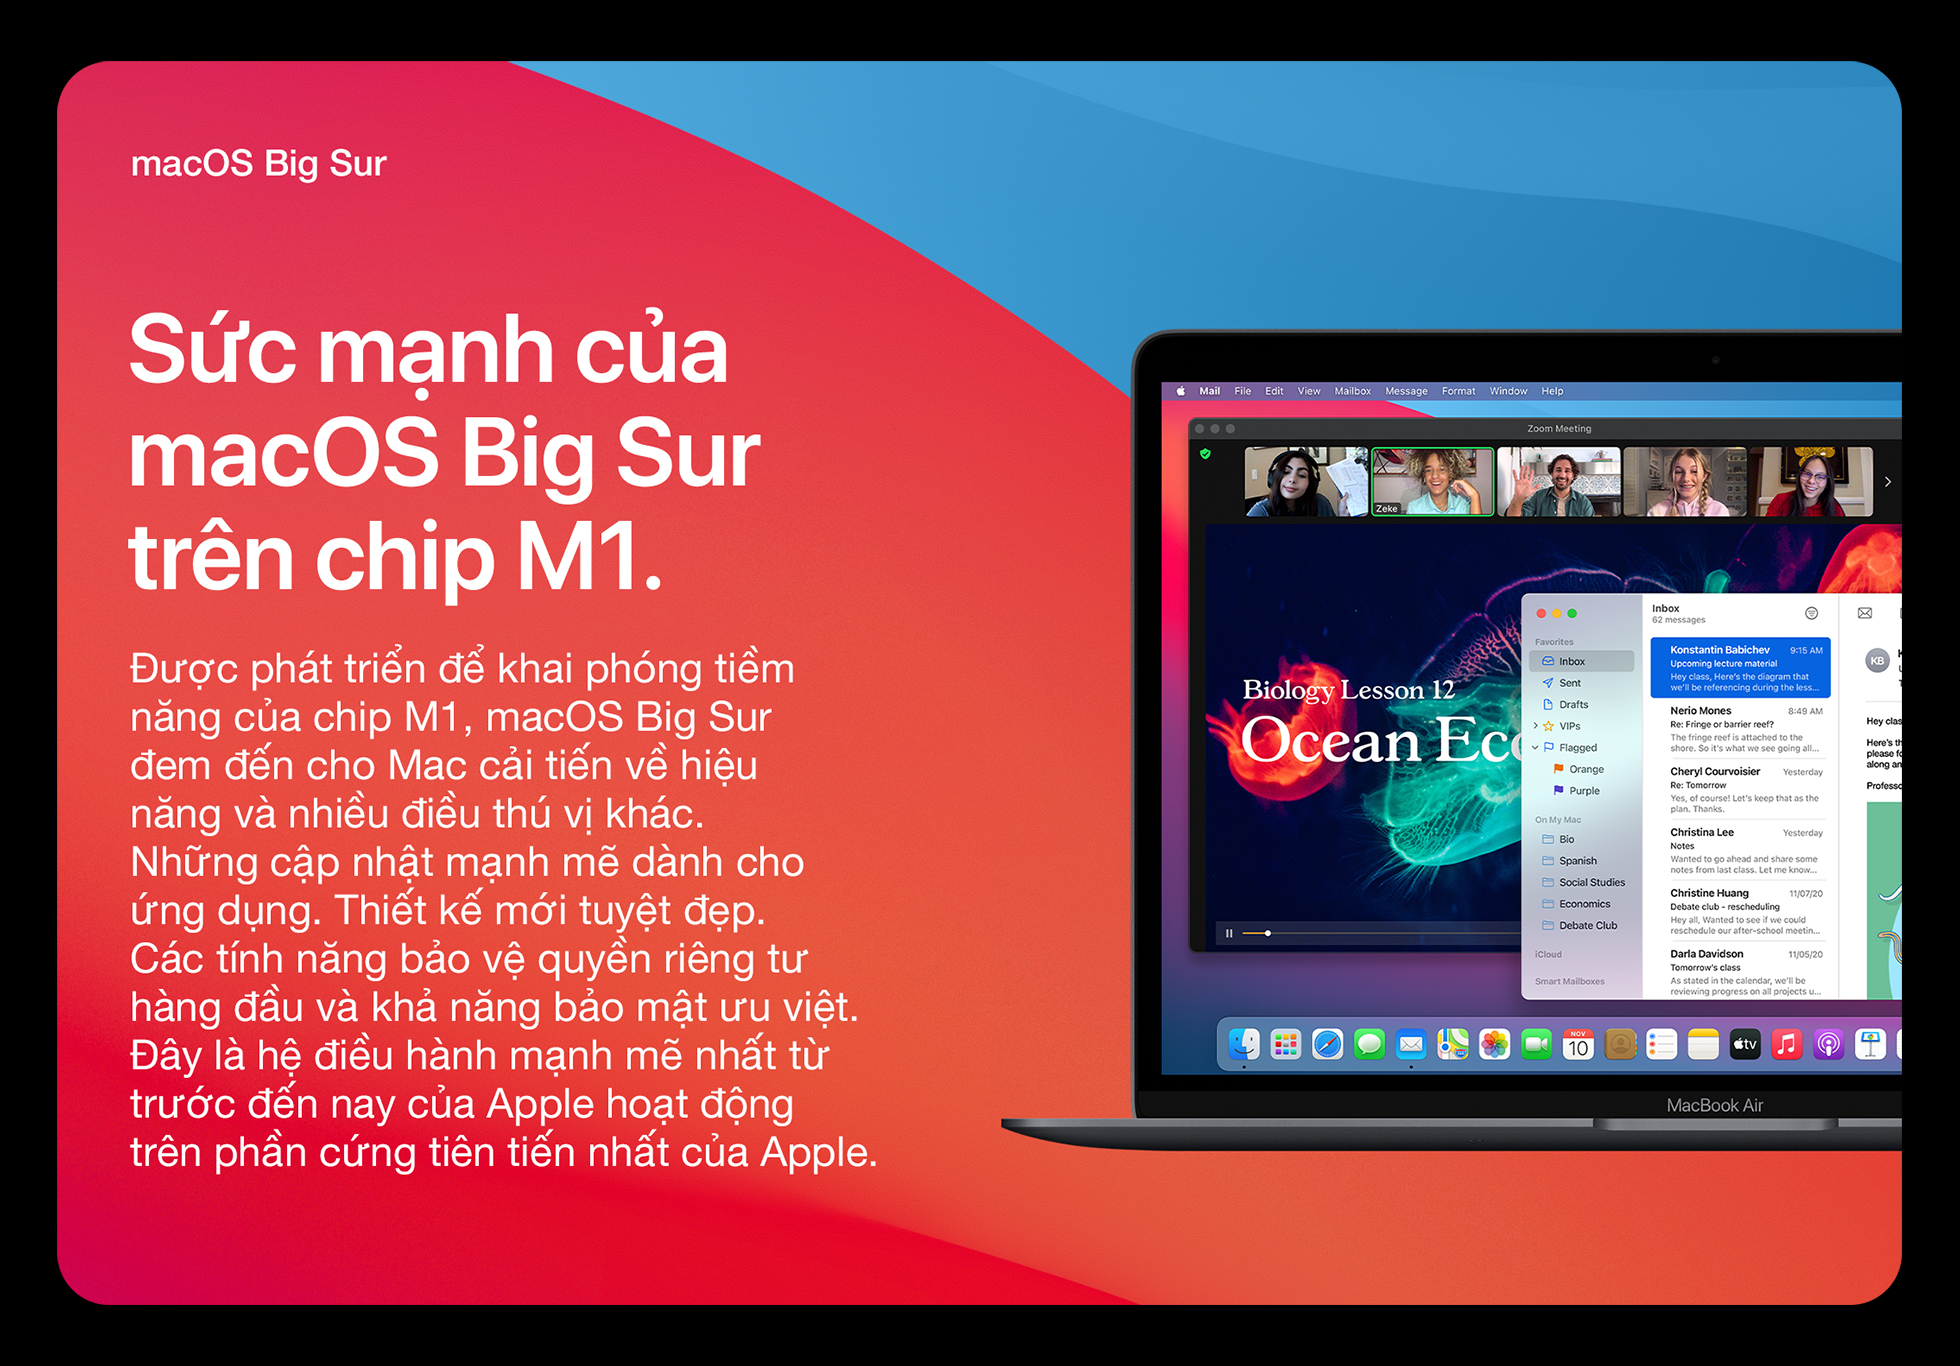 macOS Big Sur
Sức mạnh của
macOS Big Sur
trên chip M1.
Được phát triển để khai phóng tiềm
năng của chip M1, macOS Big Sur
đem đến cho Mac cải tiến về hiệu
năng và nhiều điều thú vị khác.
Những cập nhật mạnh mẽ dành cho
ứng dụng. Thiết kế mới tuyệt đẹp.
Các tính năng bảo vệ quyền riêng tư
hàng đầu và khả năng bảo mật ưu việt.
Đây là hệ điều hành mạnh mẽ nhất từ
trước đến nay của Apple hoạt động
trên phần cứng tiên tiến nhất của Apple.
Mail File Edit View Mailbox Message Format Window Help
Zoom Meeting
Zeke
Biology Lesson 12
Ocean Eco
Favorites
Inbox
Sent
Drafts
VIPs
Flagged
Orange
Purple
On My Mac
Bio
Spanish
Social Studies
Economics
Debate Club
iCloud
Smart Mailboxes
Inbox
62 messages
Konstantin Babichev 9:15 AM
Upcoming lecture material
Hey class, Here's the diagram that
we'll be referencing during the less...
Nerio Mones 8:49 AM
Re: Fringe or barrier reef?
The fringe reef is attached to the
shore. So it's what we see going all...
Cheryl Courvoisier Yesterday
Re: Tomorrow
Yes, of course! Let's keep that as the
plan. Thanks.
Christina Lee Yesterday
Notes
Wanted to go ahead and share some
notes from last class. Let me know...
Christine Huang 11/07/20
Debate club - rescheduling
Hey all, Wanted to see if we could
reschedule our after-school meetin...
Darla Davidson 11/05/20
Tomorrow's class
As stated in the calendar, we'll be
reviewing progress on all projects u...
KB
Hey clas
Here's th
please fo
along an
Professo
NOV
10
tv
MacBook Air